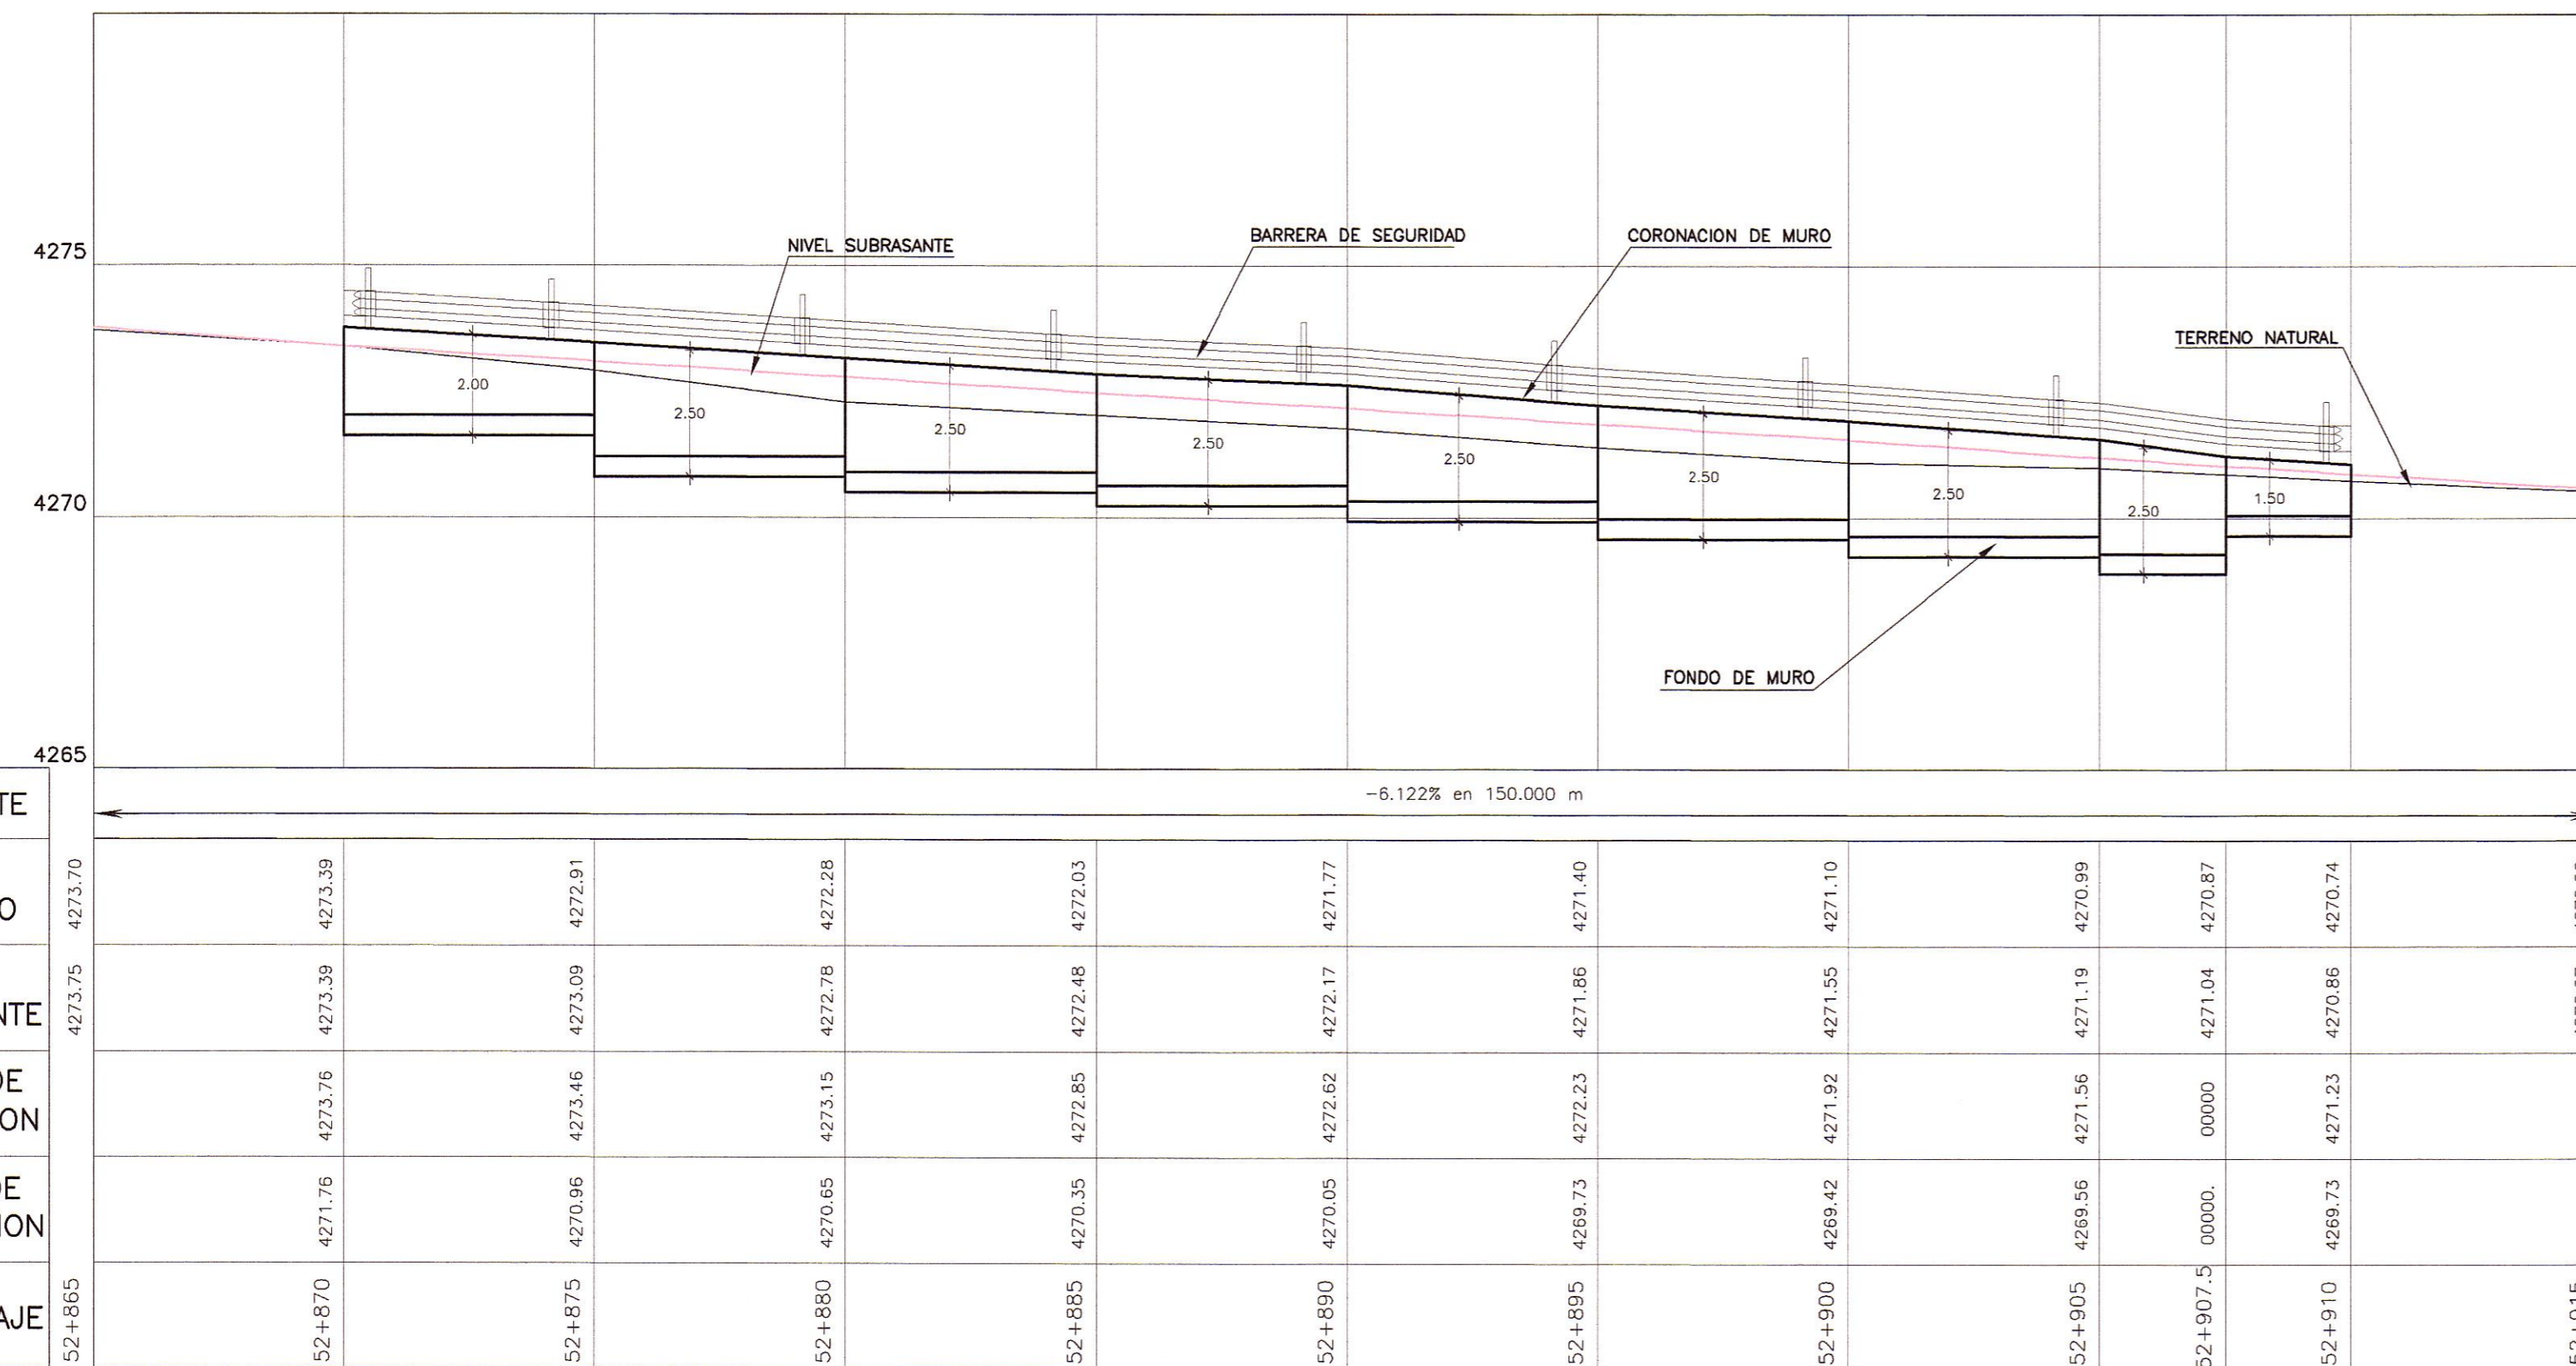 NIVEL SUBRASANTE
BARRERA DE SEGURIDAD
CORONACION DE MURO
TERRENO NATURAL
FONDO DE MURO
4275
4270
4265
2.00
2.50
2.50
2.50
2.50
2.50
2.50
2.50
1.50
-6.122% en 150.000 m
TE
O
4273.70 4273.39 4272.91 4272.28 4272.03 4271.77 4271.40 4271.10 4270.99 4270.87 4270.74
NTE
4273.75 4273.39 4273.09 4272.78 4272.48 4272.17 4271.86 4271.55 4271.19 4271.04 4270.86
DE
ON
4273.76 4273.46 4273.15 4272.85 4272.62 4272.23 4271.92 4271.56 00000 4271.23
DE
ION
4271.76 4270.96 4270.65 4270.35 4270.05 4269.73 4269.42 4269.56 00000. 4269.73
AJE
52+865 52+870 52+875 52+880 52+885 52+890 52+895 52+900 52+905 52+907.5 52+910 52+915